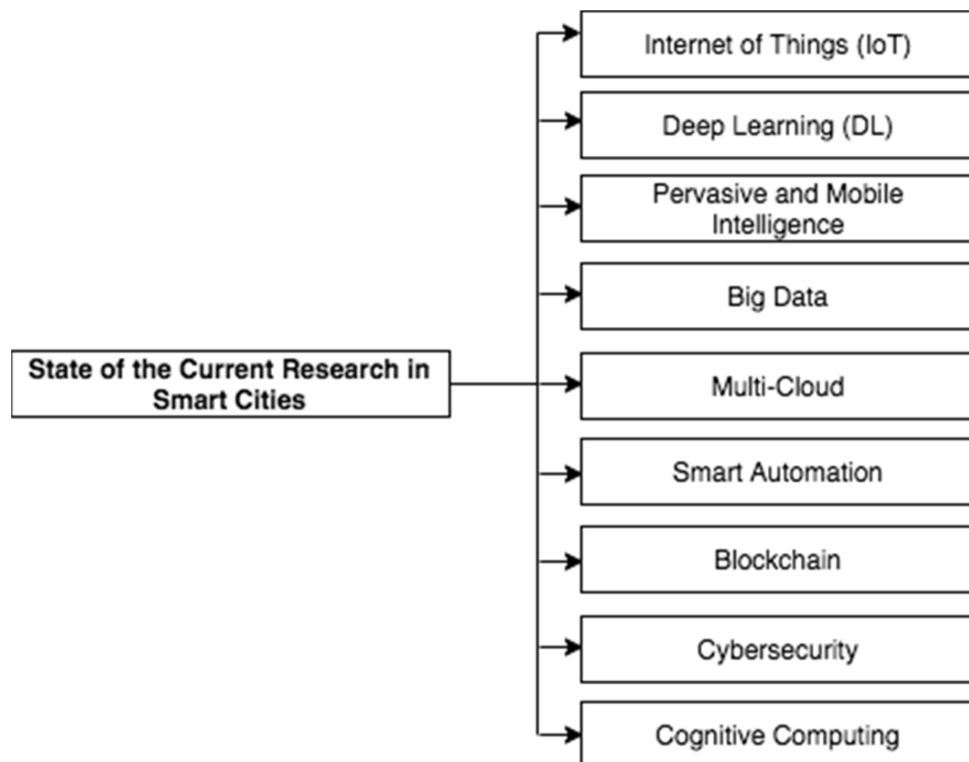 Internet of Things (IoT)
Deep Learning (DL)
Pervasive and Mobile
Intelligence
Big Data
State of the Current Research in
Smart Cities
Multi-Cloud
Smart Automation
Blockchain
Cybersecurity
Cognitive Computing